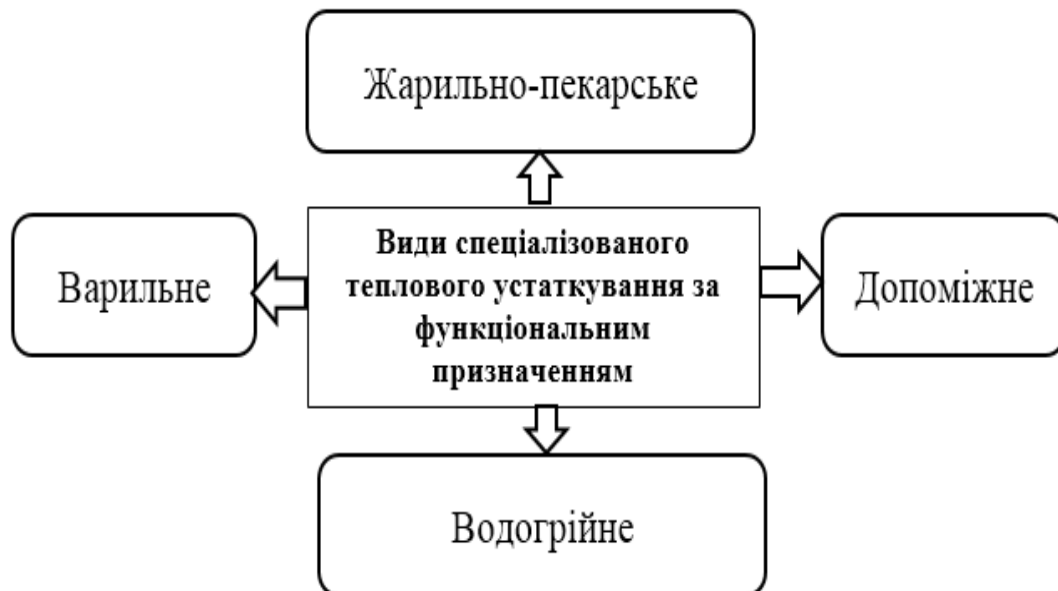 Жарильно-пекарське
Види спеціалізованого
теплового устаткування за
функціональним
призначенням
Варильне
Допоміжне
Водогрійне